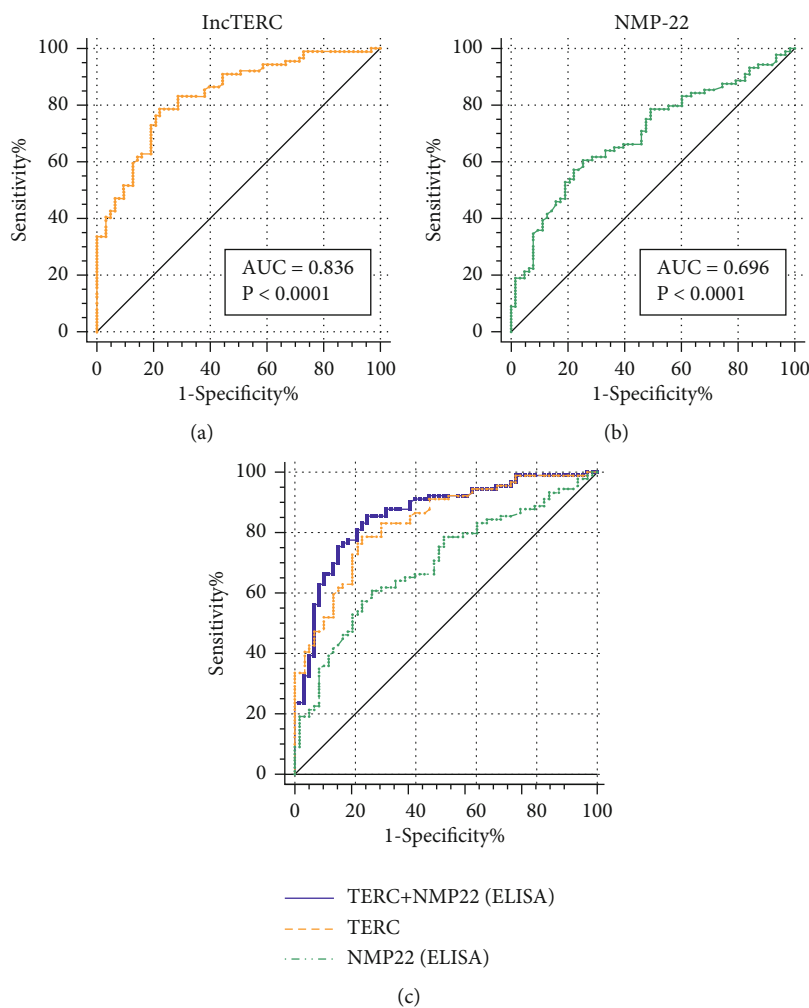 IncTERC
100
80
60
40
20
0
Sensitivity%
AUC = 0.836
P < 0.0001
0 20 40 60 80 100
1-Specificity%
(a)
NMP-22
100
80
60
40
20
0
Sensitivity%
AUC = 0.696
P < 0.0001
0 20 40 60 80 100
1-Specificity%
(b)
100
80
60
40
20
0
Sensitivity%
0 20 40 60 80 100
1-Specificity%
TERC+NMP22 (ELISA)
TERC
NMP22 (ELISA)
(c)